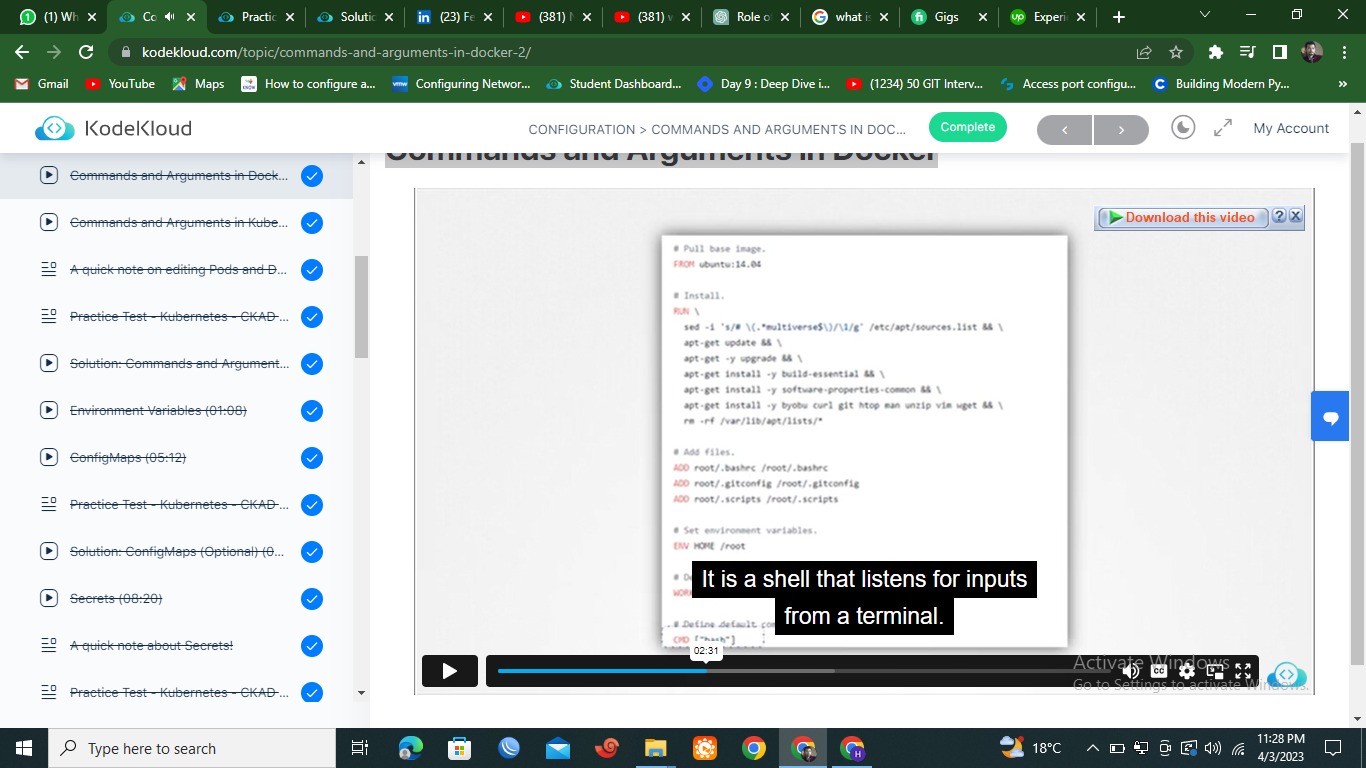 (1) Wh
Co
Practic
Solutic
(23) Fe
(381) N
(381) v
Role o
what is
Gigs
Experi
kodekloud.com/topic/commands-and-arguments-in-docker-2/
Gmail
YouTube
Maps
How to configure a...
Configuring Networ...
Student Dashboard...
Day 9 : Deep Dive i...
(1234) 50 GIT Interv...
Access port configu...
Building Modern Py...
KodeKloud
CONFIGURATION > COMMANDS AND ARGUMENTS IN DOC...
Complete
My Account
Commands and Arguments in Dock...
Commands and Arguments in Kube...
A quick note on editing Pods and D...
Practice Test - Kubernetes - CKAD ...
Solution: Commands and Argument...
Environment Variables (01:08)
ConfigMaps (05:12)
Practice Test - Kubernetes - CKAD ...
Solution: ConfigMaps (Optional) (0...
Secrets (08:20)
A quick note about Secrets!
Practice Test - Kubernetes - CKAD ...
Commands and Arguments in Docker
Download this video
# Pull base image.
FROM ubuntu:14.04
# Install.
RUN \
sed -i 's/# \(.*multiverse$\)/\1/g' /etc/apt/sources.list && \
apt-get update && \
apt-get -y upgrade && \
apt-get install -y build-essential && \
apt-get install -y software-properties-common && \
apt-get install -y byobu curl git htop man unzip vim wget && \
rm -rf /var/lib/apt/lists/*
# Add files.
ADD root/.bashrc /root/.bashrc
ADD root/.gitconfig /root/.gitconfig
ADD root/.scripts /root/.scripts
# Set environment variables.
ENV HOME /root
# De
WOR
# Define default com
CMD ["bash"]
It is a shell that listens for inputs
from a terminal.
02:31
Activate Windows
Go to Settings to activate Windows.
Type here to search
18°C
11:28 PM
4/3/2023